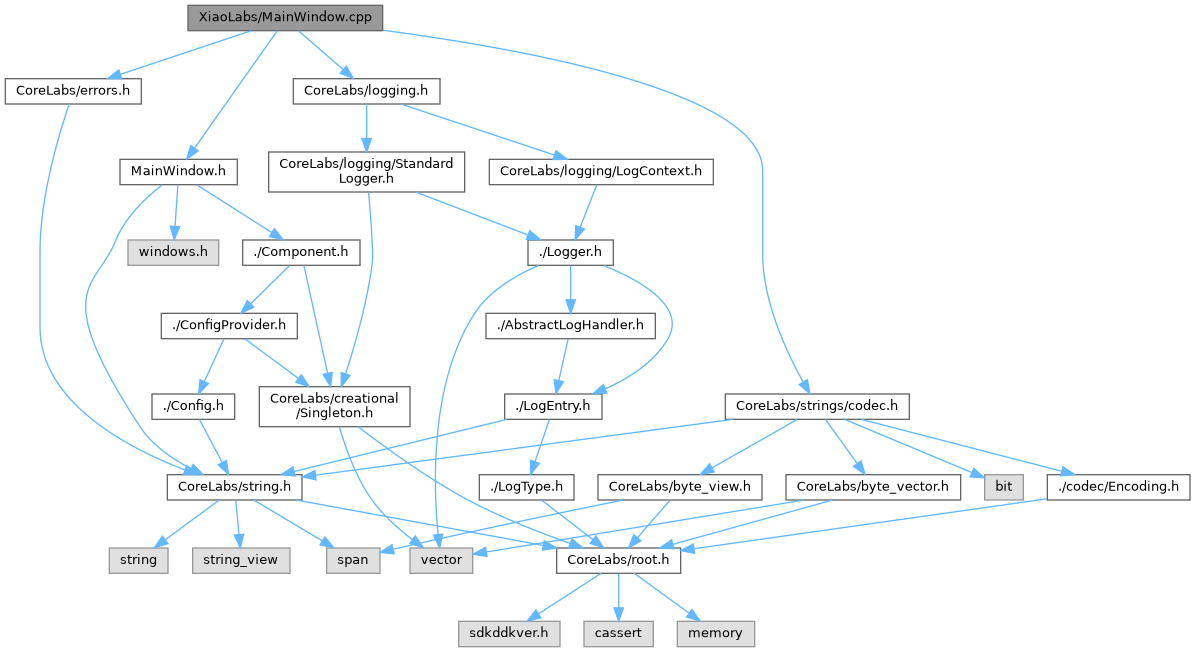 XiaoLabs/MainWindow.cpp
CoreLabs/errors.h
CoreLabs/logging.h
MainWindow.h
CoreLabs/logging/Standard
Logger.h
CoreLabs/logging/LogContext.h
windows.h
./Component.h
./Logger.h
./ConfigProvider.h
./AbstractLogHandler.h
./Config.h
CoreLabs/creational
/Singleton.h
./LogEntry.h
CoreLabs/strings/codec.h
CoreLabs/string.h
./LogType.h
CoreLabs/byte_view.h
CoreLabs/byte_vector.h
bit
./codec/Encoding.h
string
string_view
span
vector
CoreLabs/root.h
sdkddkver.h
cassert
memory